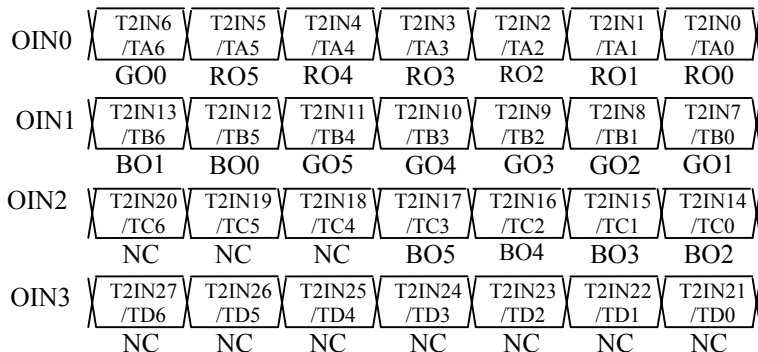 T2IN6 T2IN5 T2IN4 T2IN3 T2IN2 T2IN1 T2IN0
OIN0 /TA6 /TA5 /TA4 /TA3 /TA2 /TA1 /TA0
GO0 RO5 RO4 RO3 RO2 RO1 RO0
T2IN13 T2IN12 T2IN11 T2IN10 T2IN9 T2IN8 T2IN7
OIN1 /TB6 /TB5 /TB4 /TB3 /TB2 /TB1 /TB0
BO1 BO0 GO5 GO4 GO3 GO2 GO1
OIN2 T2IN20 T2IN19 T2IN18 T2IN17 T2IN16 T2IN15 T2IN14
/TC6 /TC5 /TC4 /TC3 /TC2 /TC1 /TC0
NC NC NC BO5 BO4 BO3 BO2
OIN3 T2IN27 T2IN26 T2IN25 T2IN24 T2IN23 T2IN22 T2IN21
/TD6 /TD5 /TD4 /TD3 /TD2 /TD1 /TD0
NC NC NC NC NC NC NC